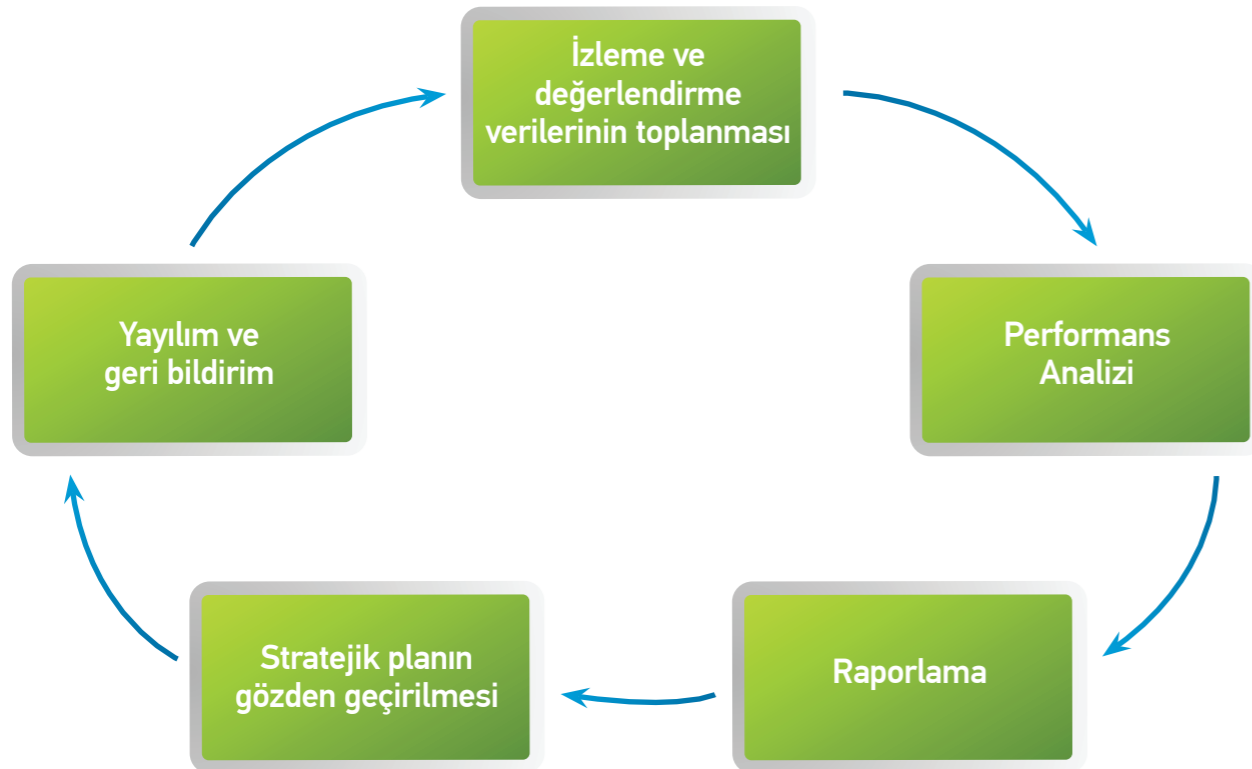 İzleme ve
değerlendirme
verilerinin toplanması
Performans
Analizi
Raporlama
Stratejik planın
gözden geçirilmesi
Yayılım ve
geri bildirim